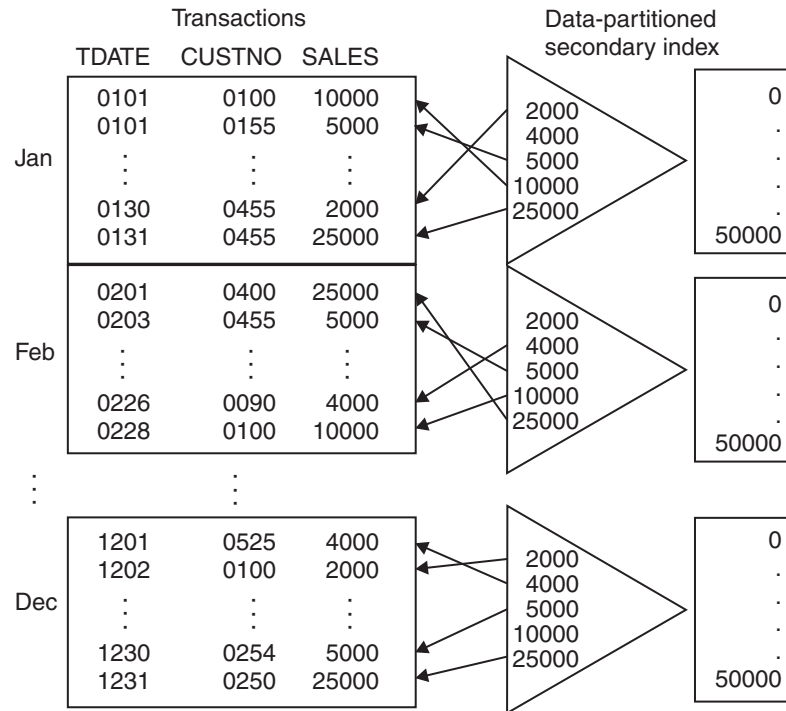 Transactions
Data-partitioned
secondary index
TDATE CUSTNO SALES
Jan
0101 0100 10000
0101 0155 5000
0130 0455 2000
0131 0455 25000
2000
4000
5000
10000
25000
0
50000
Feb
0201 0400 25000
0203 0455 5000
0226 0090 4000
0228 0100 10000
2000
4000
5000
10000
25000
0
50000
Dec
1201 0525 4000
1202 0100 2000
1230 0254 5000
1231 0250 25000
2000
4000
5000
10000
25000
0
50000